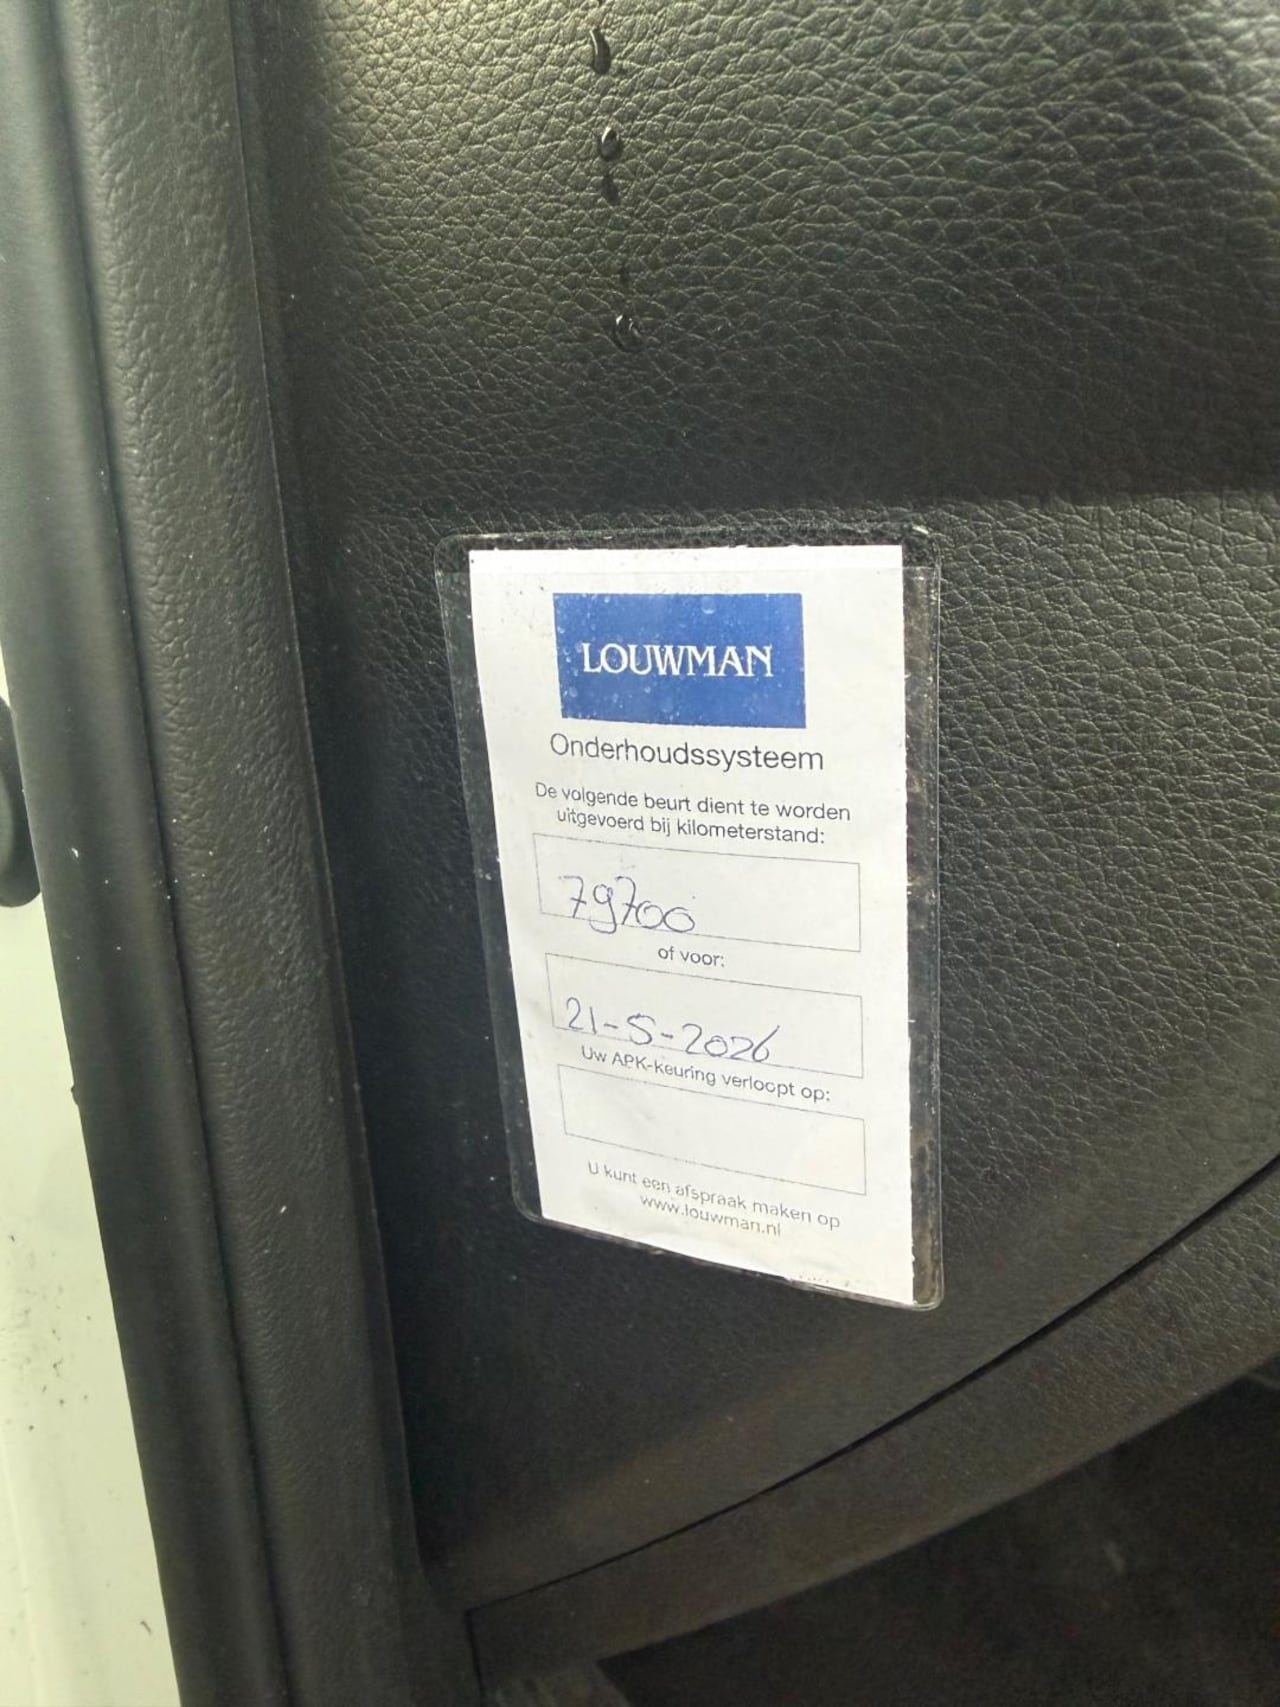 LOUWMAN
Onderhoudssysteem
De volgende beurt dient te worden
uitgevoerd bij kilometerstand:
79700
of voor:
21-5-2026
Uw APK-keuring verloopt op:
U kunt een afspraak maken op
www.louwman.nl